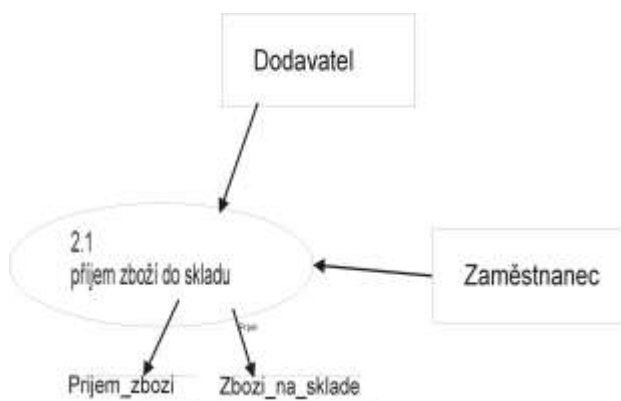 Dodavatel
2.1
příjem zboží do skladu
Zaměstnanec
Prijem_zbozi
Zbozi_na_sklade